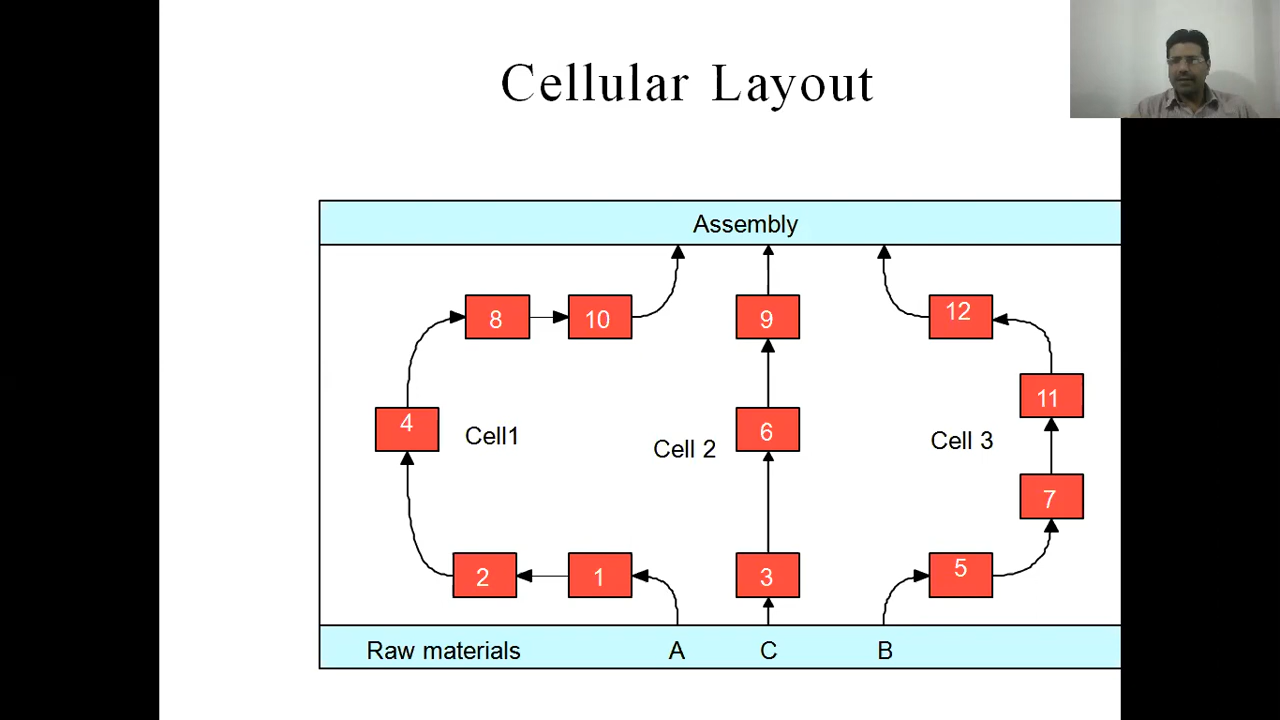 Cellular Layout
Assembly
8 10 9 12
11
4 Cell1 Cell 2 6 Cell 3
7
2 1 3 5
Raw materials A C B